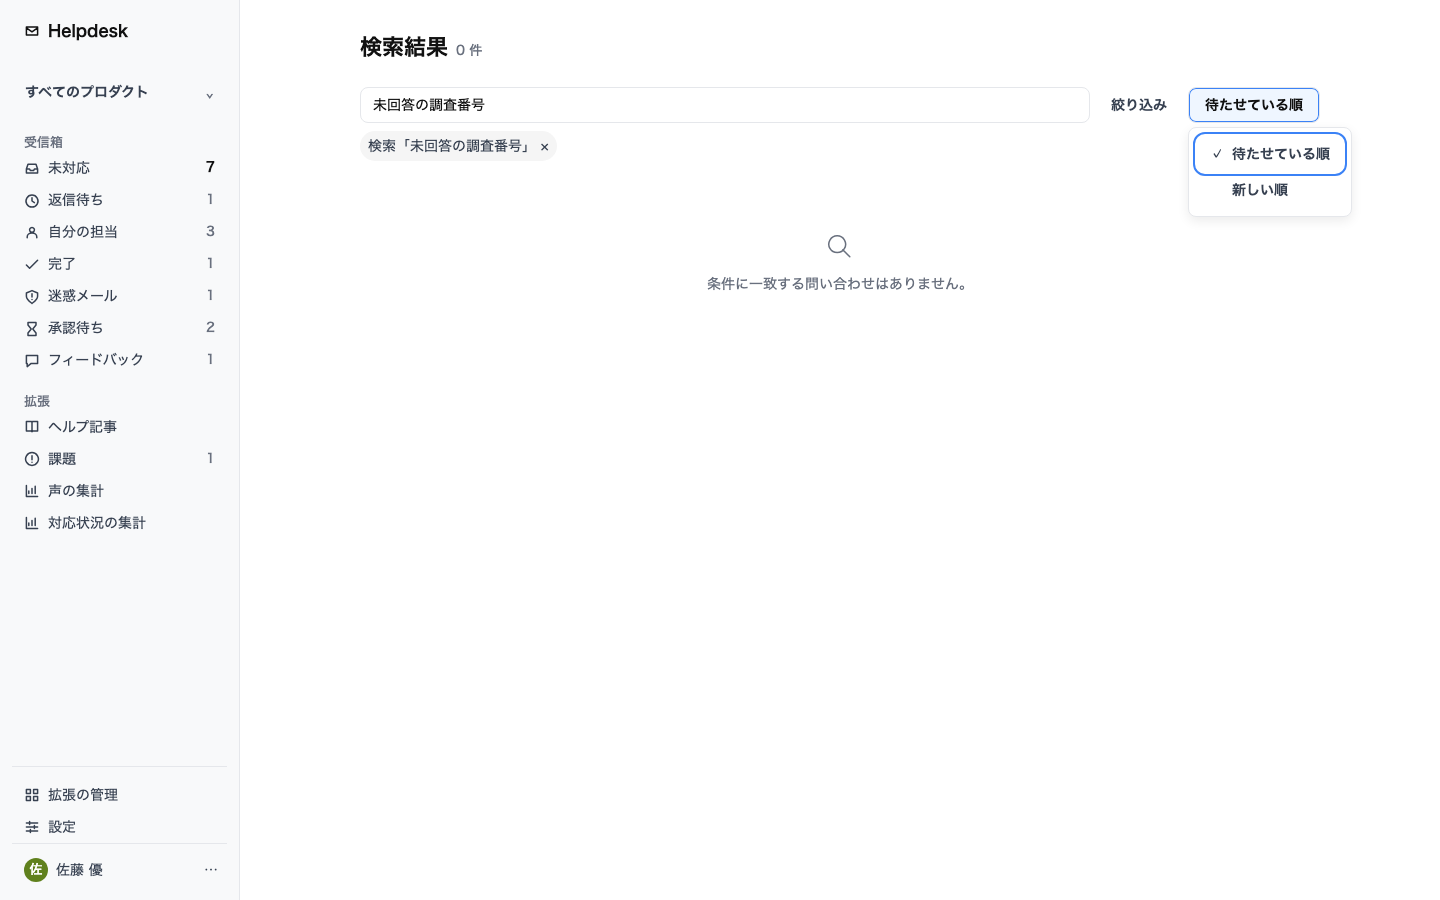 Helpdesk
すべてのプロダクト
受信箱
未対応 7
返信待ち 1
自分の担当 3
完了 1
迷惑メール 1
承認待ち 2
フィードバック 1
拡張
ヘルプ記事
課題 1
声の集計
対応状況の集計
拡張の管理
設定
佐 佐藤 優 …
検索結果 0 件
未回答の調査番号 絞り込み 待たせている順
検索「未回答の調査番号」 ×
✓ 待たせている順
新しい順
条件に一致する問い合わせはありません。